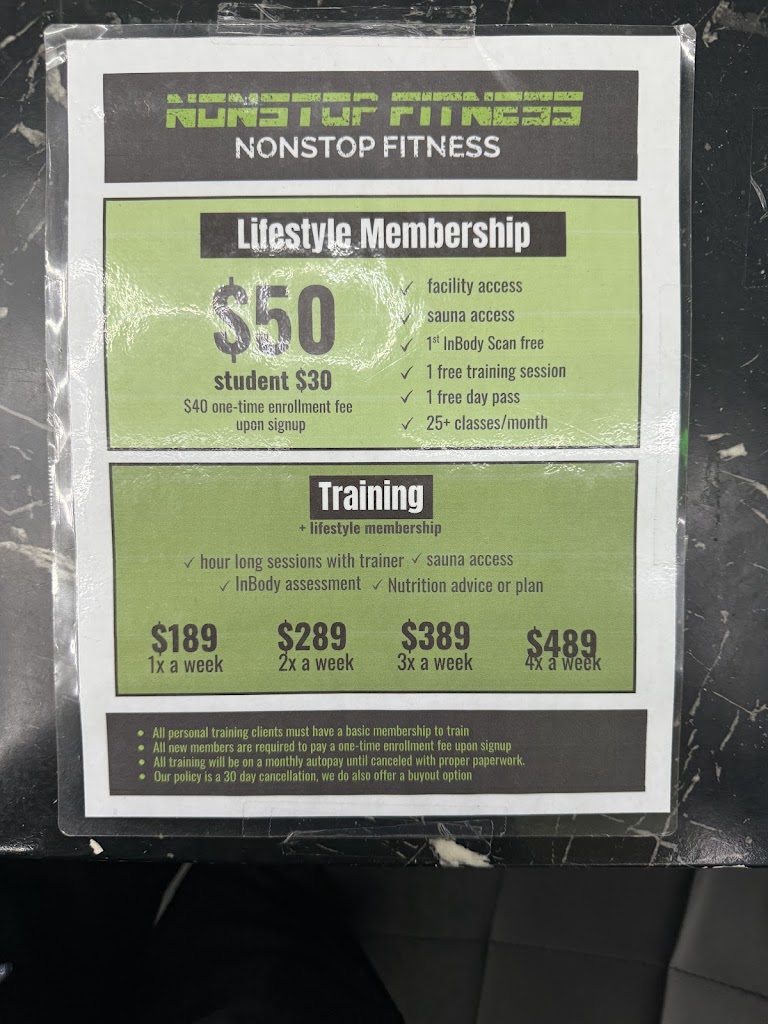 NONSTOP FITNESS
NONSTOP FITNESS
Lifestyle Membership
$50
student $30
$40 one-time enrollment fee
upon signup
✓ facility access
✓ sauna access
✓ 1st InBody Scan free
✓ 1 free training session
✓ 1 free day pass
✓ 25+ classes/month
Training
+ lifestyle membership
✓ hour long sessions with trainer ✓ sauna access
✓ InBody assessment ✓ Nutrition advice or plan
$189 $289 $389 $489
1x a week 2x a week 3x a week 4x a week
• All personal training clients must have a basic membership to train
• All new members are required to pay a one-time enrollment fee upon signup
• All training will be on a monthly autopay until canceled with proper paperwork.
• Our policy is a 30 day cancellation, we do also offer a buyout option